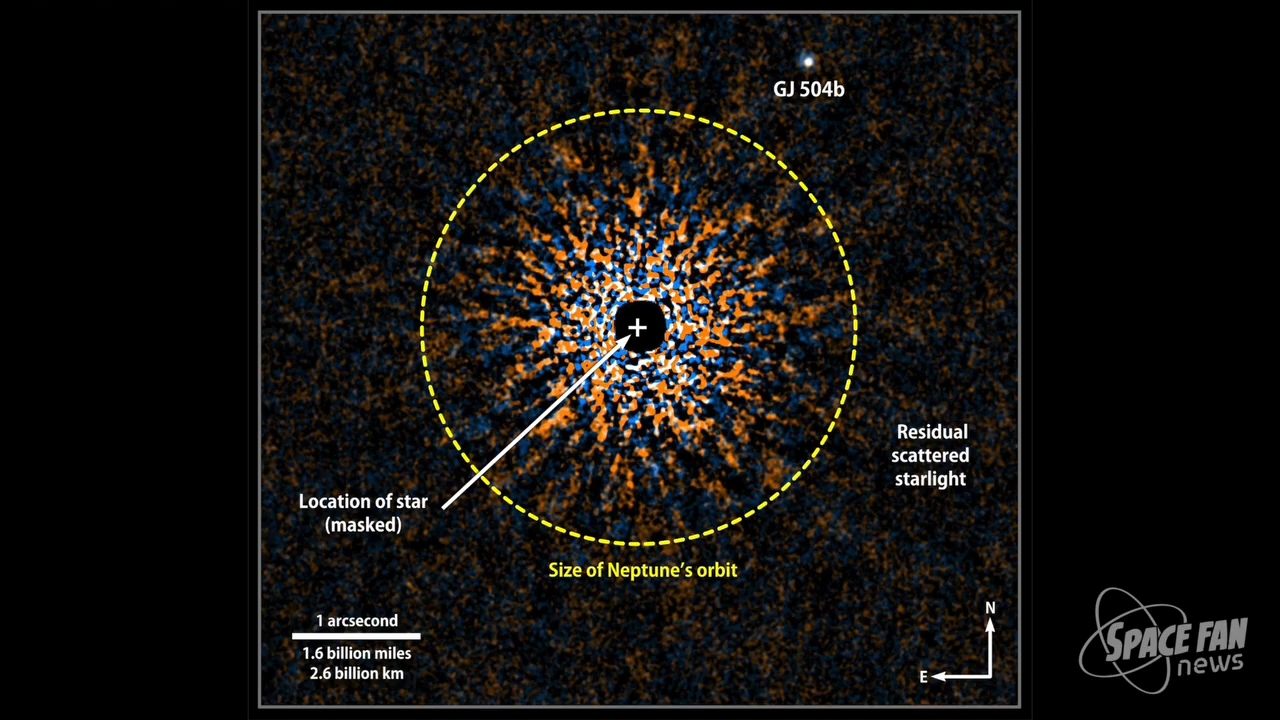 GJ 504b
Residual
scattered
starlight
Location of star
(masked)
Size of Neptune's orbit
1 arcsecond
1.6 billion miles
2.6 billion km
N
E
SPACE FAN
news